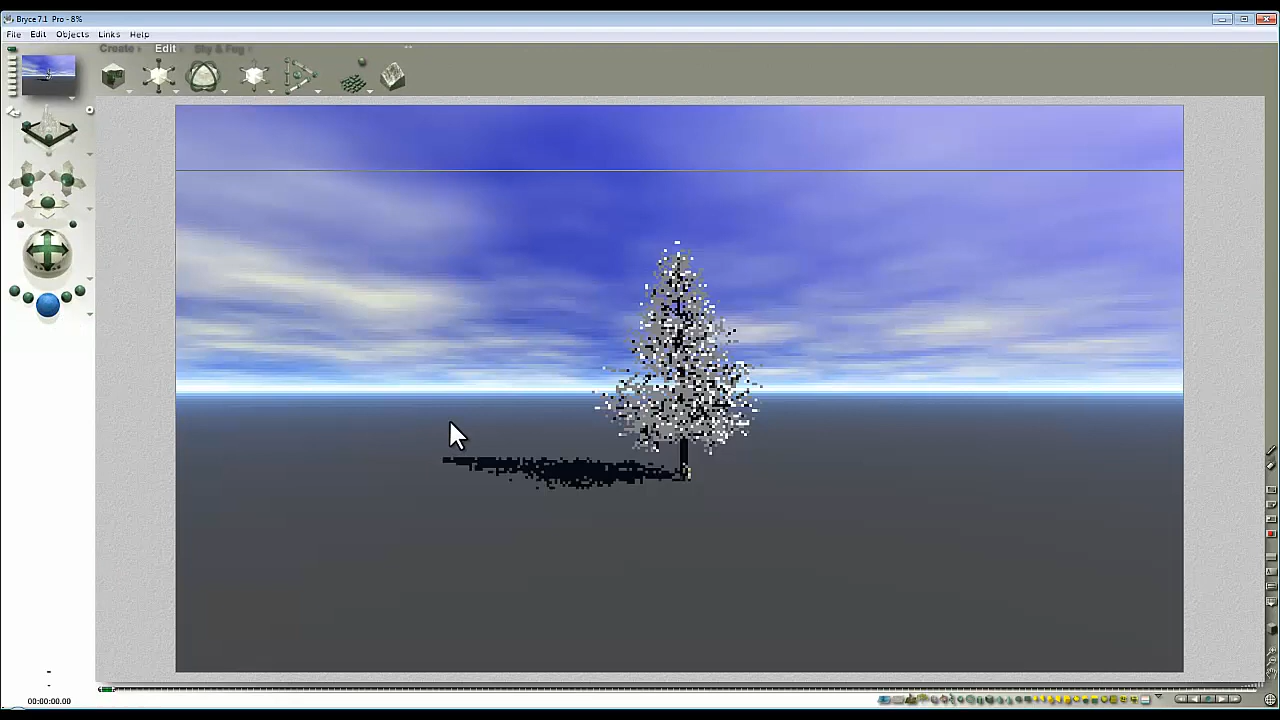 Bryce 7.1 Pro - 8%
File Edit Objects Links Help
Create Edit Sky & Fog
00:00:00.00